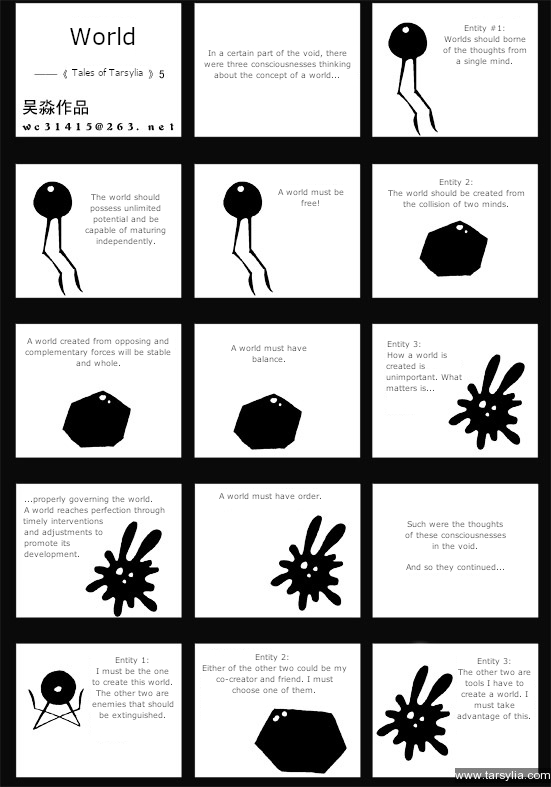 World
——《 Tales of Tarsylia 》5
吴淼作品
wc31415@263.net
In a certain part of the void, there
were three consciousnesses thinking
about the concept of a world...
Entity #1:
Worlds should borne
of the thoughts from
a single mind.
The world should
possess unlimited
potential and be
capable of maturing
independently.
A world must be
free!
Entity 2:
The world should be created from
the collision of two minds.
A world created from opposing and
complementary forces will be stable
and whole.
A world must have
balance.
Entity 3:
How a world is
created is
unimportant. What
matters is...
...properly governing the world.
A world reaches perfection through
timely interventions
and adjustments to
promote its
development.
A world must have order.
Such were the thoughts
of these consciousnesses
in the void.
And so they continued...
Entity 1:
I must be the one
to create this world.
The other two are
enemies that should
be extinguished.
Entity 2:
Either of the other two could be my
co-creator and friend. I must
choose one of them.
Entity 3:
The other two are
tools I have to
create a world. I
must take
advantage of this.
www.tarsylia.com